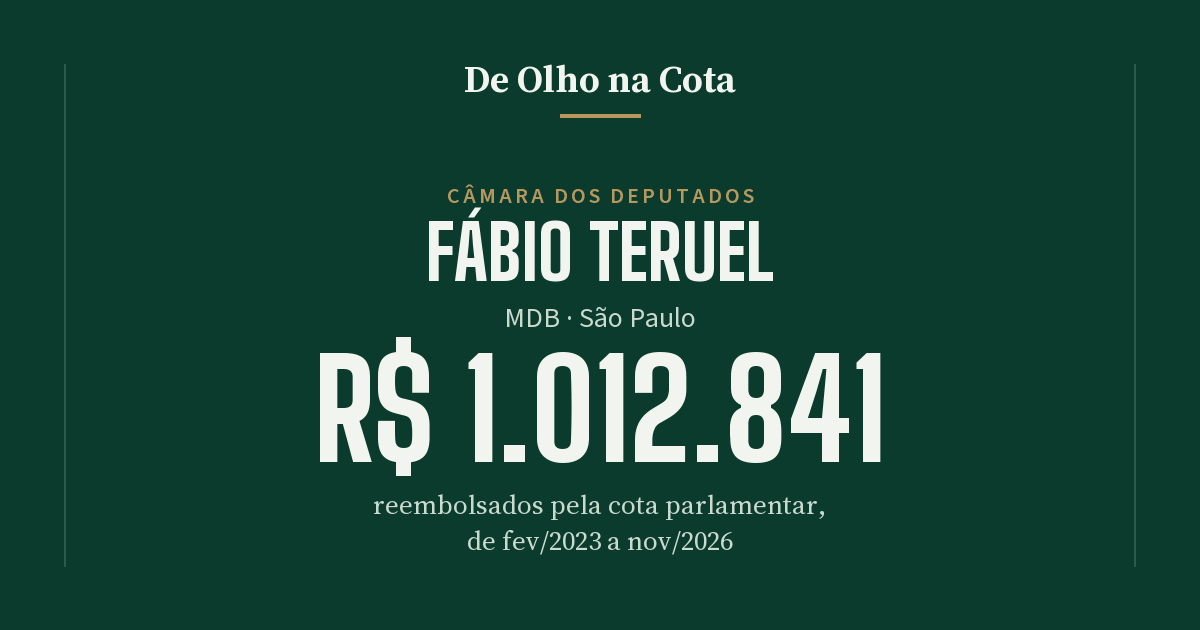 De Olho na Cota
CÂMARA DOS DEPUTADOS
FÁBIO TERUEL
MDB · São Paulo
R$ 1.012.841
reembolsados pela cota parlamentar,
de fev/2023 a nov/2026